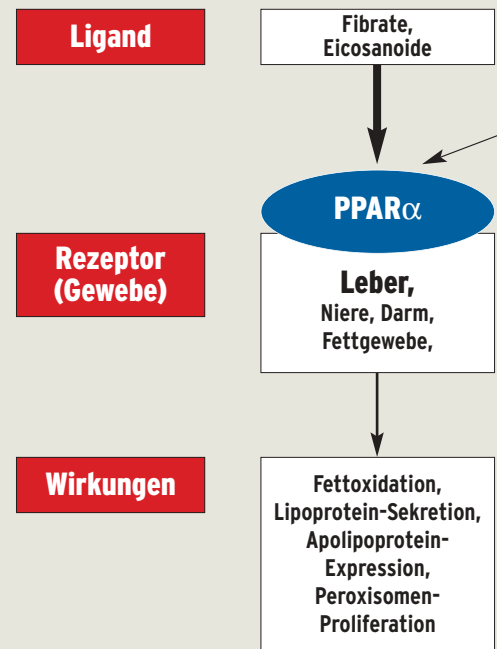 Ligand
Fibrate,
Eicosanoide
PPARα
Rezeptor
(Gewebe)
Leber,
Niere, Darm,
Fettgewebe,
Wirkungen
Fettoxidation,
Lipoprotein-Sekretion,
Apolipoprotein-
Expression,
Peroxisomen-
Proliferation